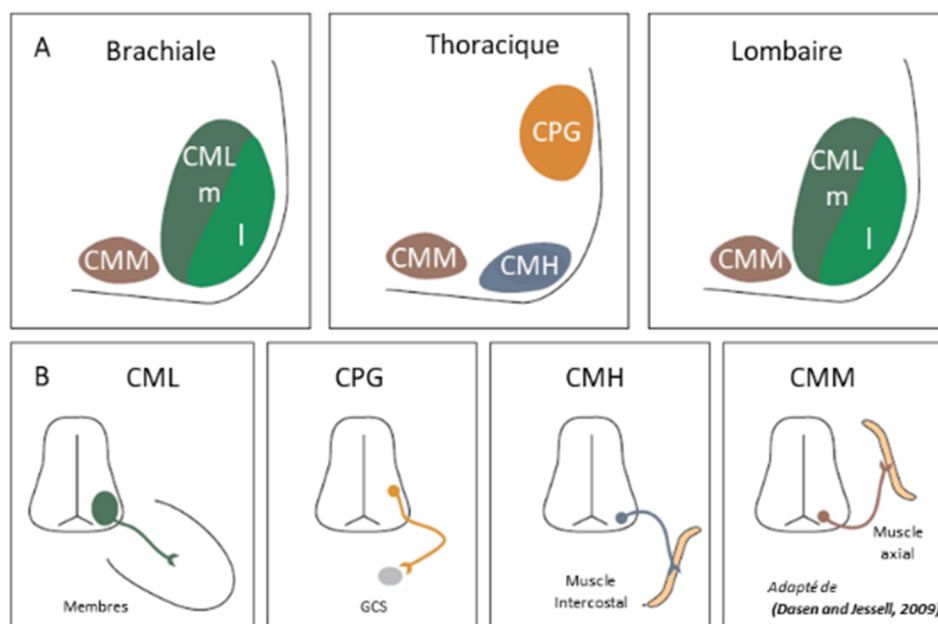 A
Brachiale
CML
m
l
CMM
Thoracique
CPG
CMM
CMH
Lombaire
CML
m
l
CMM
B
CML
Membres
CPG
GCS
CMH
Muscle
Intercostal
CMM
Muscle
axial
Adapté de
(Dasen and Jessell, 2009)